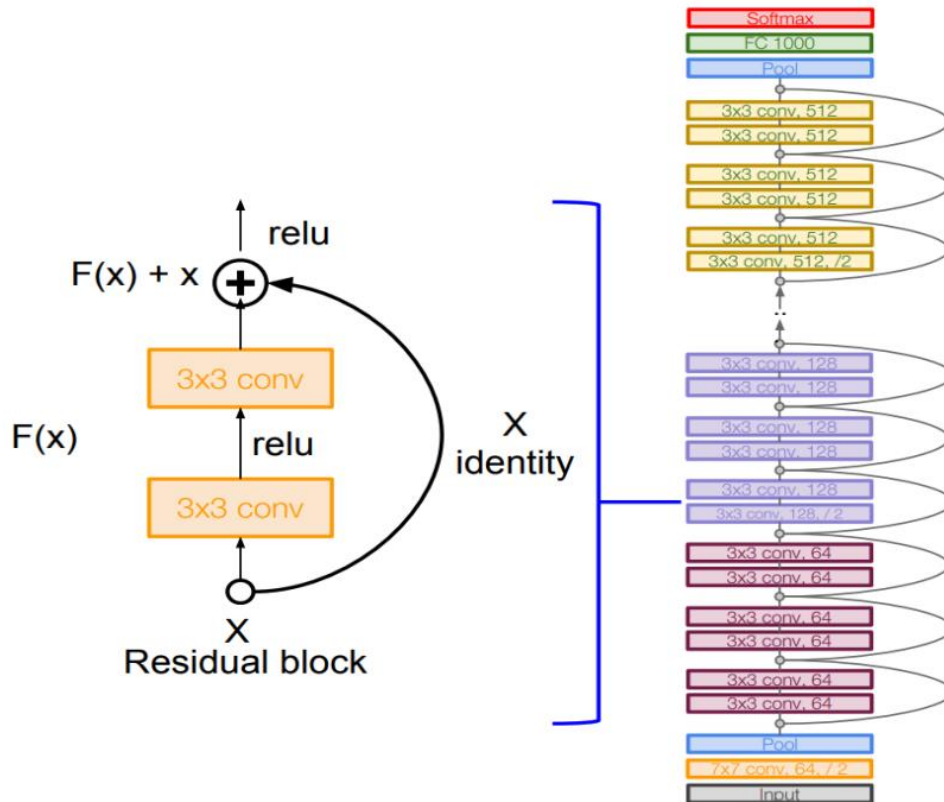 relu
F(x) + x
3x3 conv
F(x)
relu
X
identity
3x3 conv
X
Residual block
Softmax
FC 1000
Pool
3x3 conv, 512
3x3 conv, 512
3x3 conv, 512
3x3 conv, 512
3x3 conv, 512
3x3 conv, 512, /2
..
3x3 conv, 128
3x3 conv, 128
3x3 conv, 128
3x3 conv, 128
3x3 conv, 128
3x3 conv, 128, / 2
3x3 conv, 64
3x3 conv, 64
3x3 conv, 64
3x3 conv, 64
3x3 conv, 64
3x3 conv, 64
Pool
7x7 conv, 64, / 2
Input